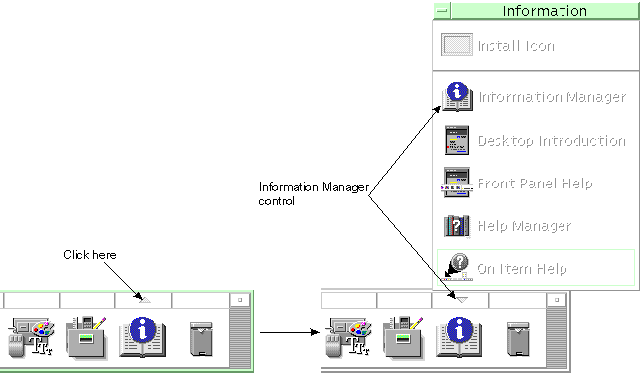 Information
Install Icon
Information Manager
Desktop Introduction
Front Panel Help
Information Manager
control
Help Manager
Click here
On Item Help